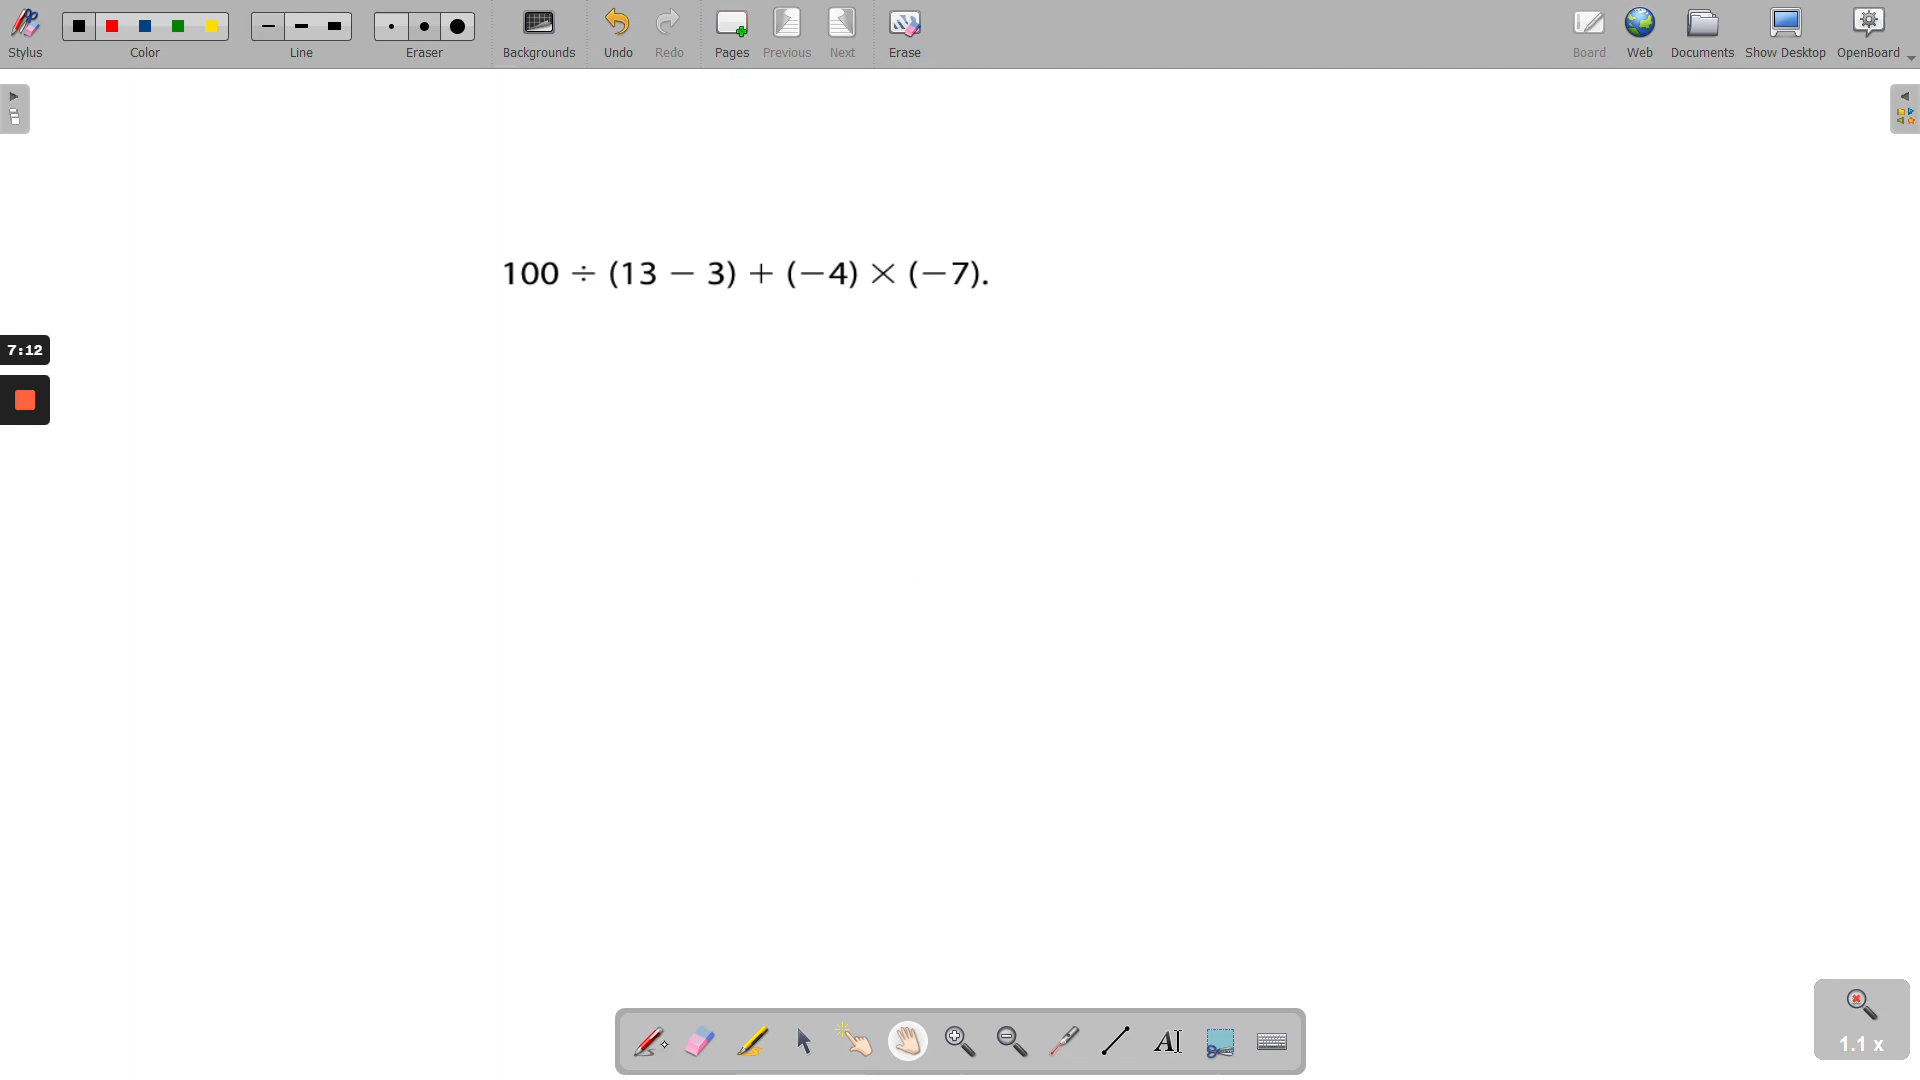 Stylus
Color
Line
Eraser
Backgrounds
Undo
Redo
Pages
Previous
Next
Erase
Board
Web
Documents
Show Desktop
OpenBoard
100 ÷ (13 − 3) + (−4) × (−7).
7:12
A
1.1 x